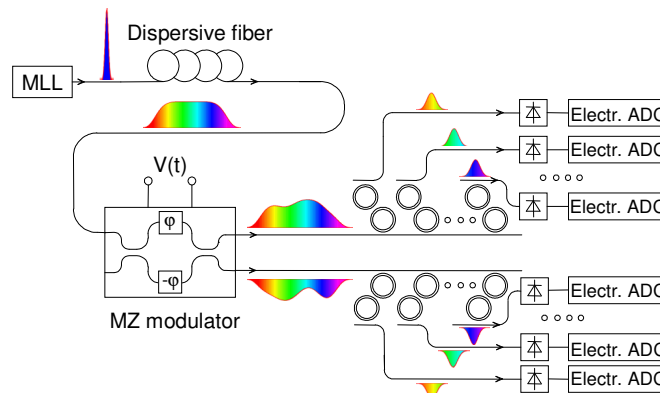 Dispersive fiber
MLL
V(t)
φ
-φ
MZ modulator
Electr. ADC
Electr. ADC
Electr. ADC
Electr. ADC
Electr. ADC
Electr. ADC